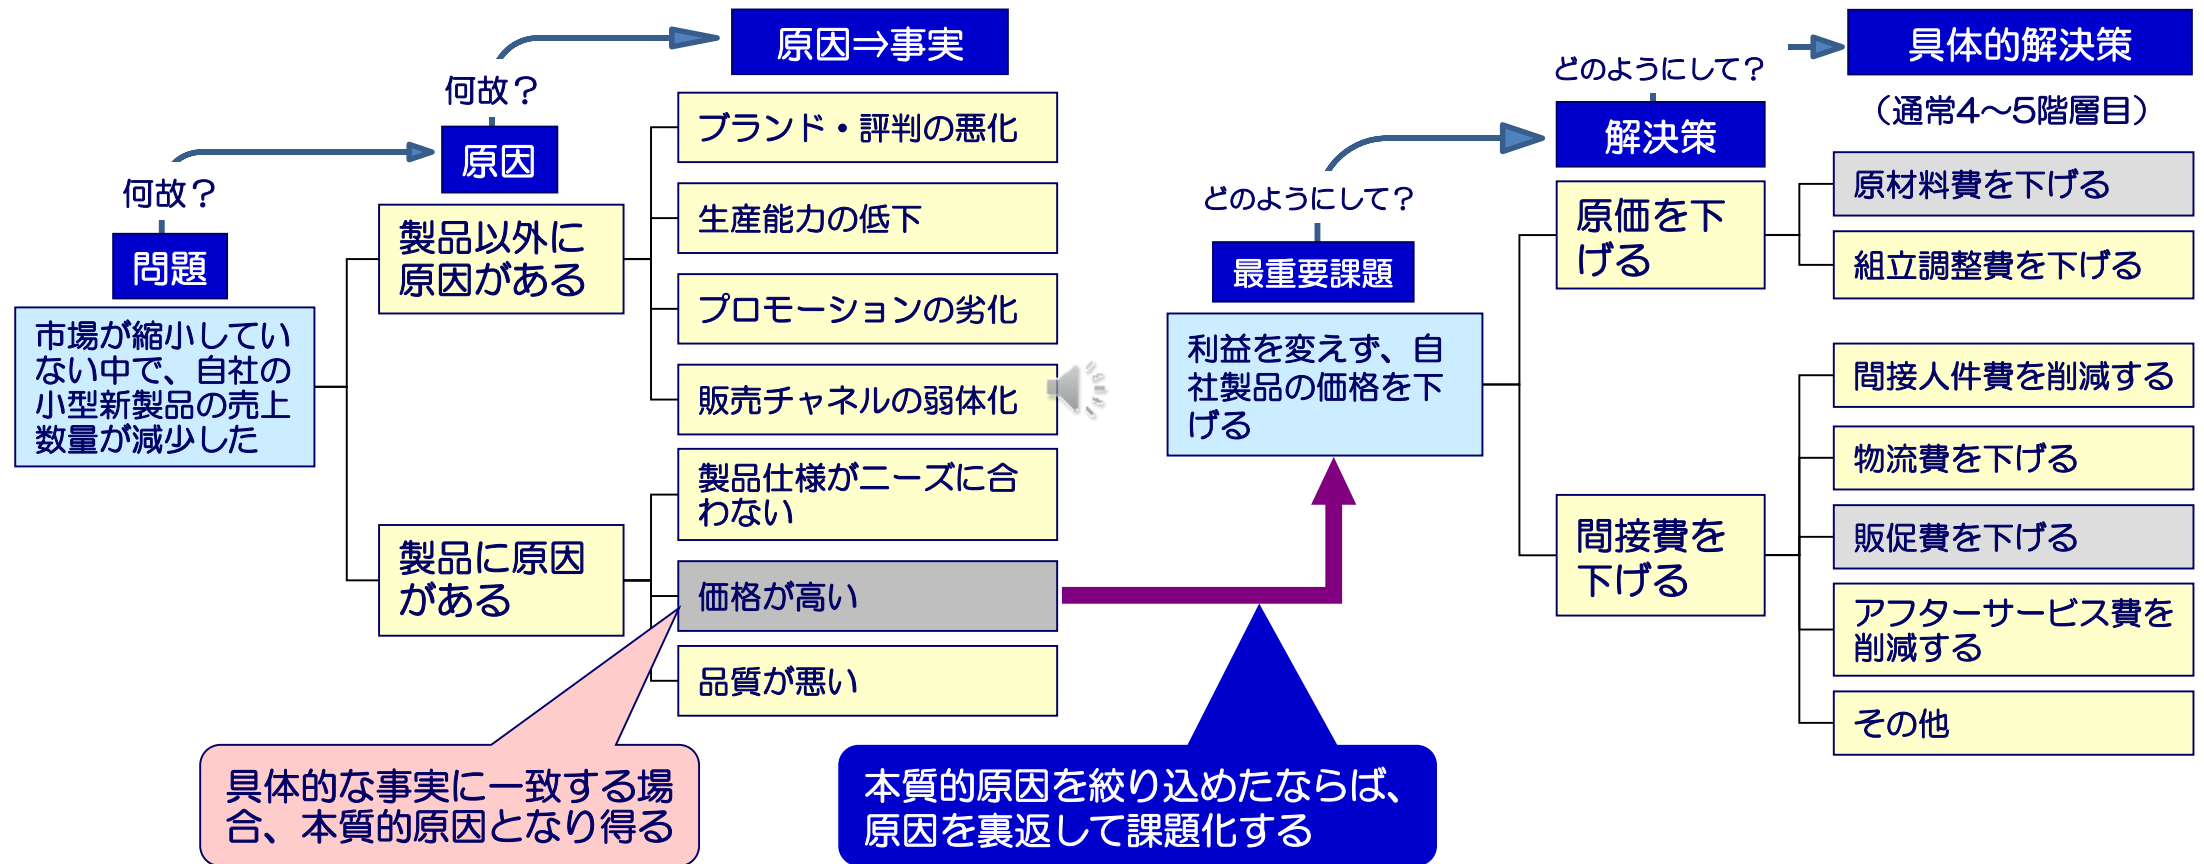 原因⇒事実
何故？
原因
何故？
問題
市場が縮小してい
ない中で、自社の
小型新製品の売上
数量が減少した
製品以外に
原因がある
製品に原因
がある
ブランド・評判の悪化
生産能力の低下
プロモーションの劣化
販売チャネルの弱体化
製品仕様がニーズに合
わない
価格が高い
品質が悪い
具体的な事実に一致する場
合、本質的原因となり得る
本質的原因を絞り込めたならば、
原因を裏返して課題化する
どのようにして？
最重要課題
利益を変えず、自
社製品の価格を下
げる
どのようにして？
解決策
原価を下
げる
間接費を
下げる
具体的解決策
（通常4～5階層目）
原材料費を下げる
組立調整費を下げる
間接人件費を削減する
物流費を下げる
販促費を下げる
アフターサービス費を
削減する
その他